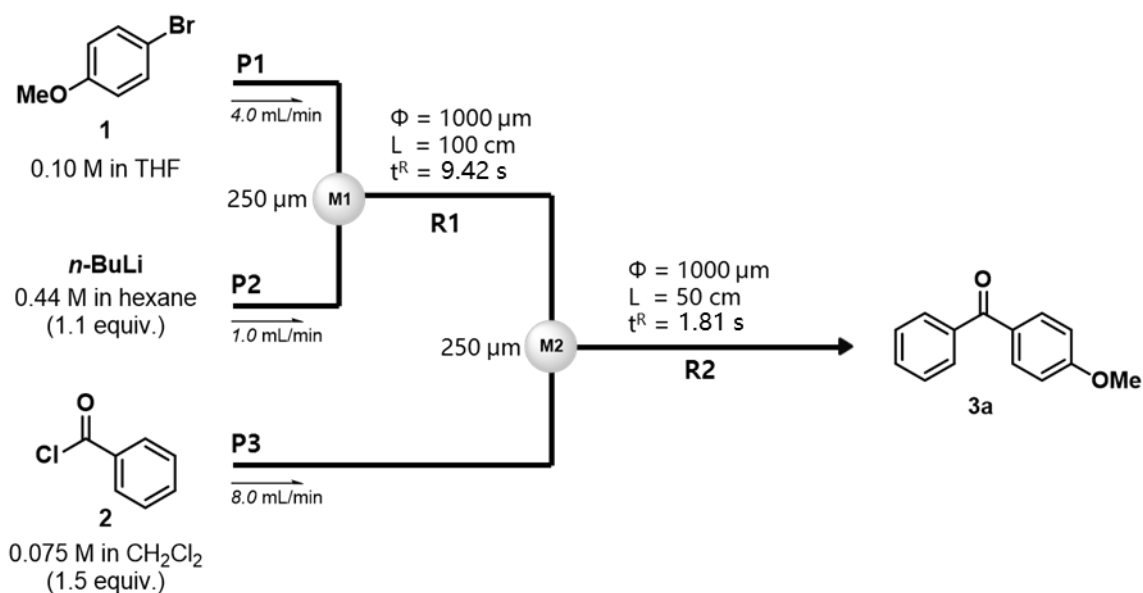 Br
MeO
1
0.10 M in THF
P1
4.0 mL/min
Φ = 1000 μm
L = 100 cm
tᴿ = 9.42 s
250 μm
M1
R1
n-BuLi
0.44 M in hexane
(1.1 equiv.)
P2
1.0 mL/min
Φ = 1000 μm
L = 50 cm
tᴿ = 1.81 s
250 μm
M2
R2
O
OMe
3a
O
Cl
2
0.075 M in CH₂Cl₂
(1.5 equiv.)
P3
8.0 mL/min